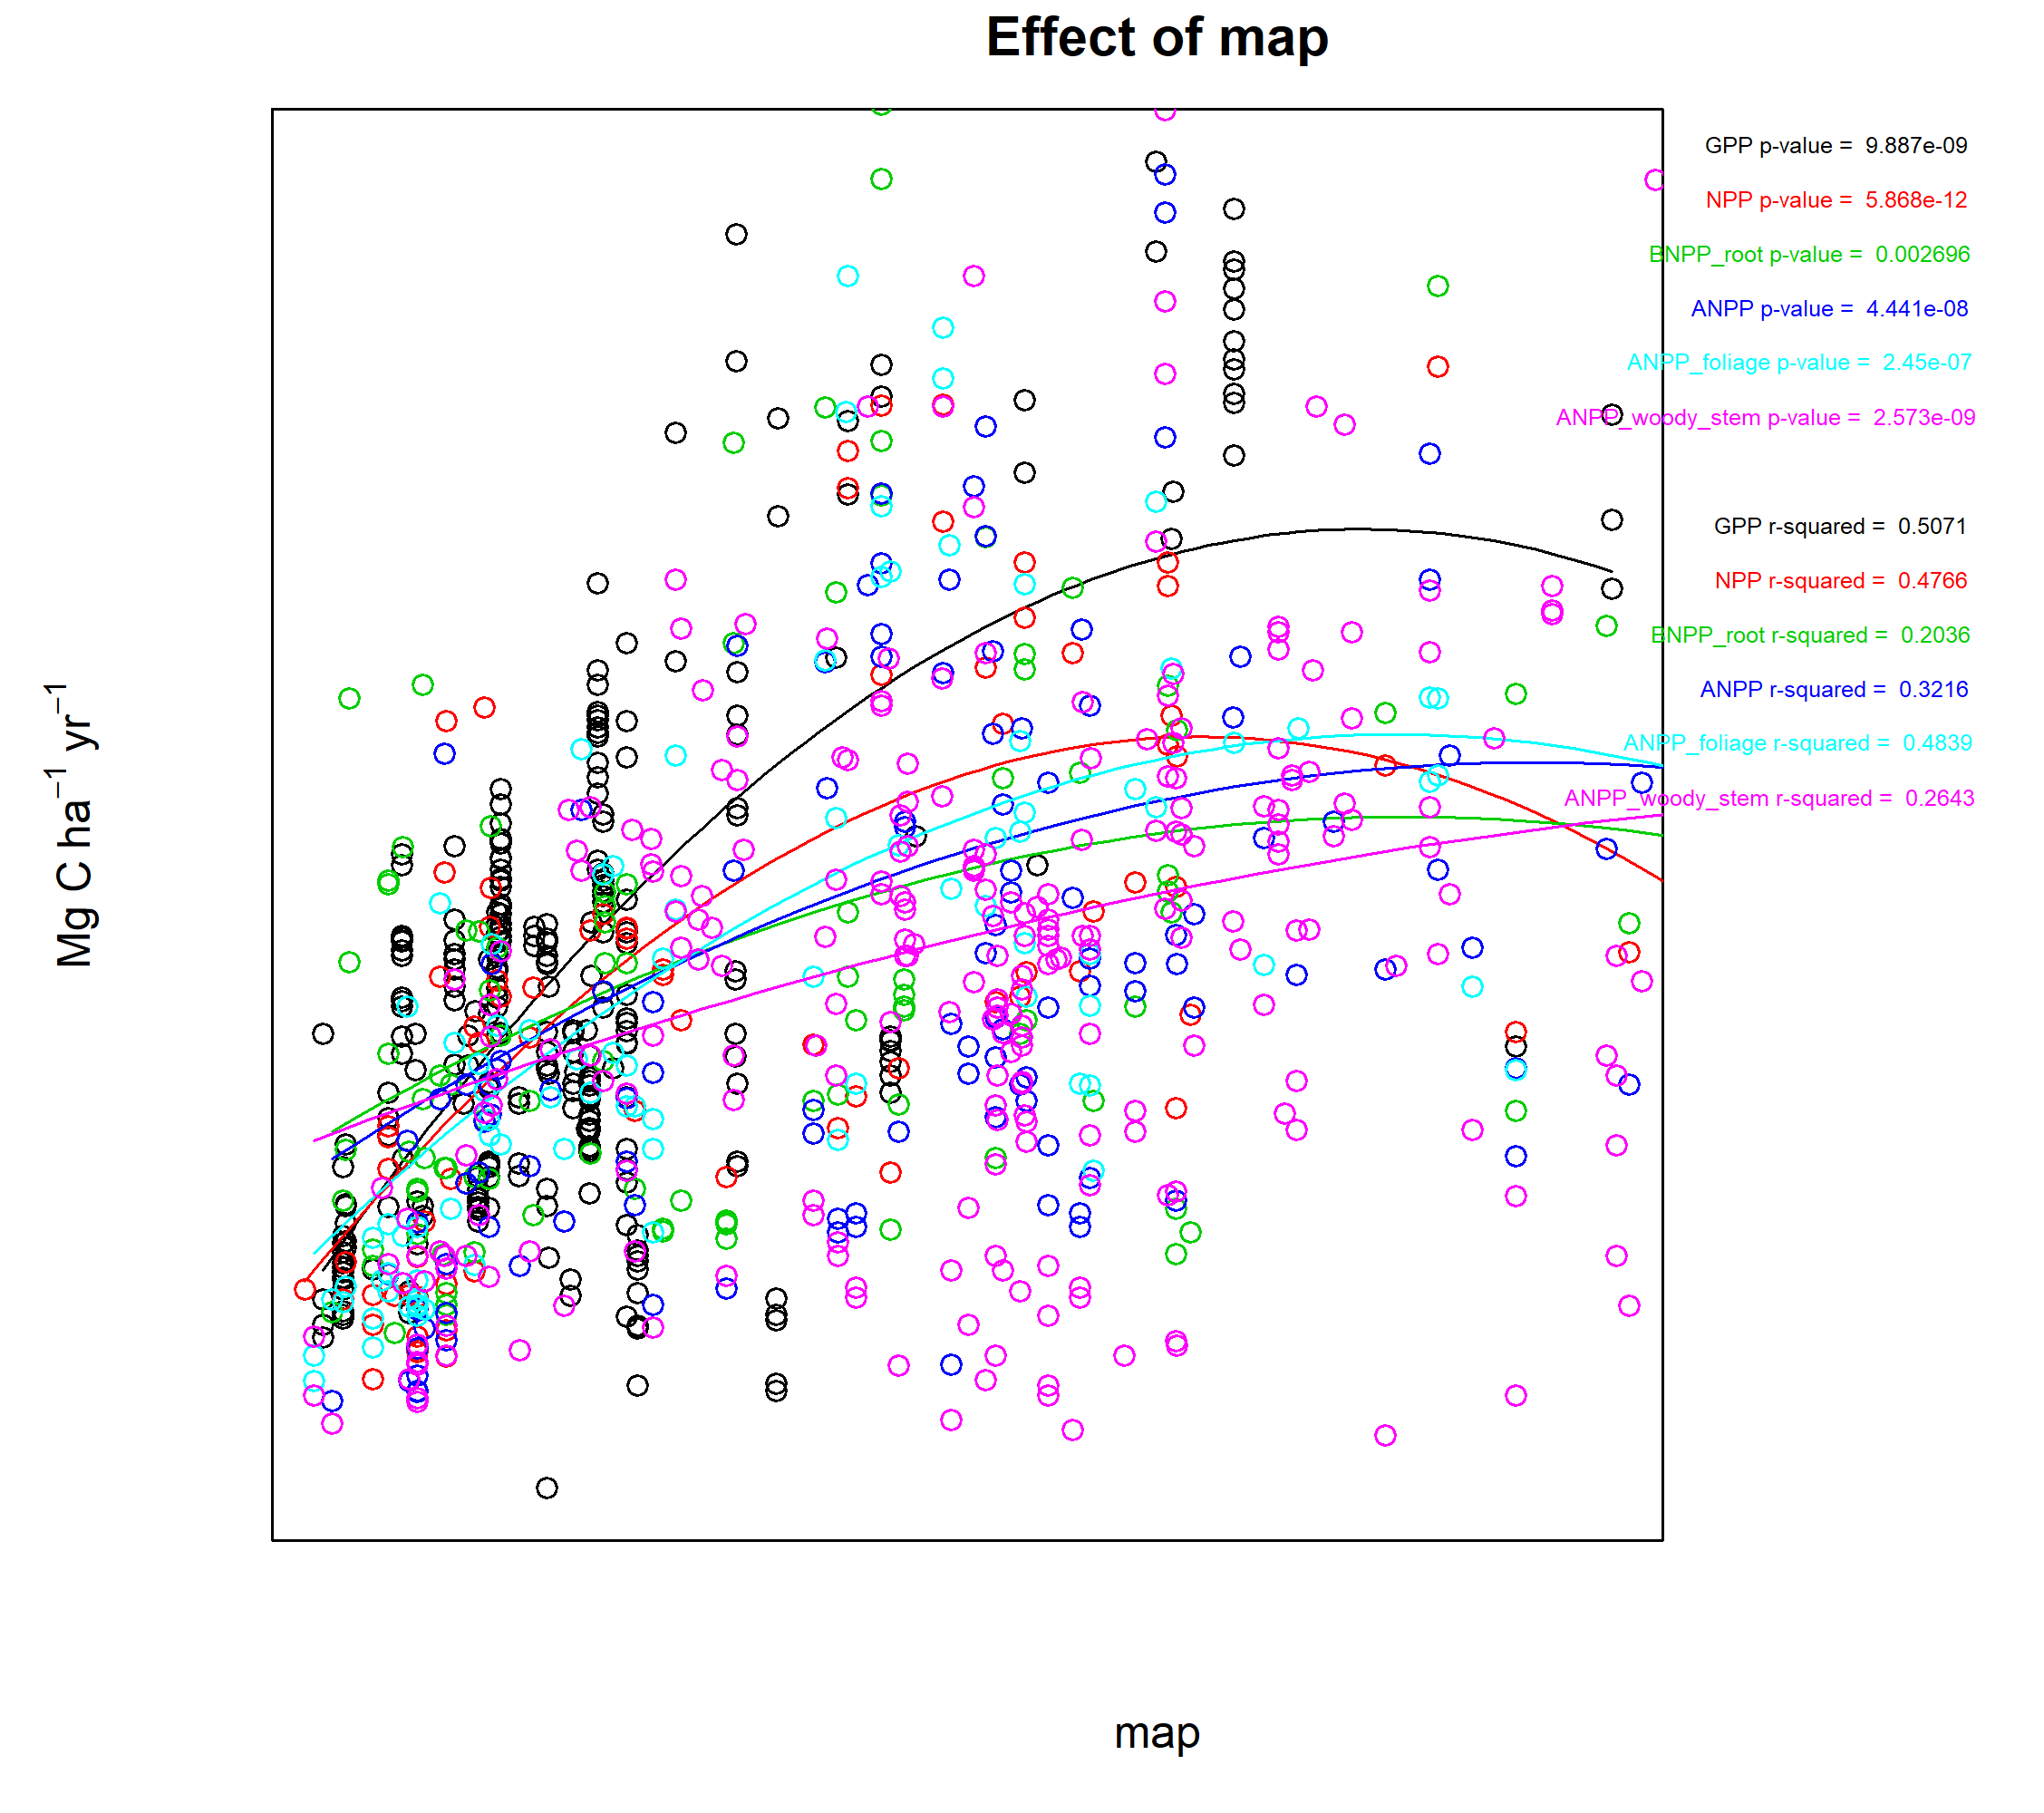 Effect of map
GPP p-value = 9.887e-09
NPP p-value = 5.868e-12
BNPP_root p-value = 0.002696
ANPP p-value = 4.441e-08
ANPP_foliage p-value = 2.45e-07
ANPP_woody_stem p-value = 2.573e-09
GPP r-squared = 0.5071
NPP r-squared = 0.4766
BNPP_root r-squared = 0.2036
ANPP r-squared = 0.3216
ANPP_foliage r-squared = 0.4839
ANPP_woody_stem r-squared = 0.2643
Mg C ha⁻¹ yr⁻¹
map